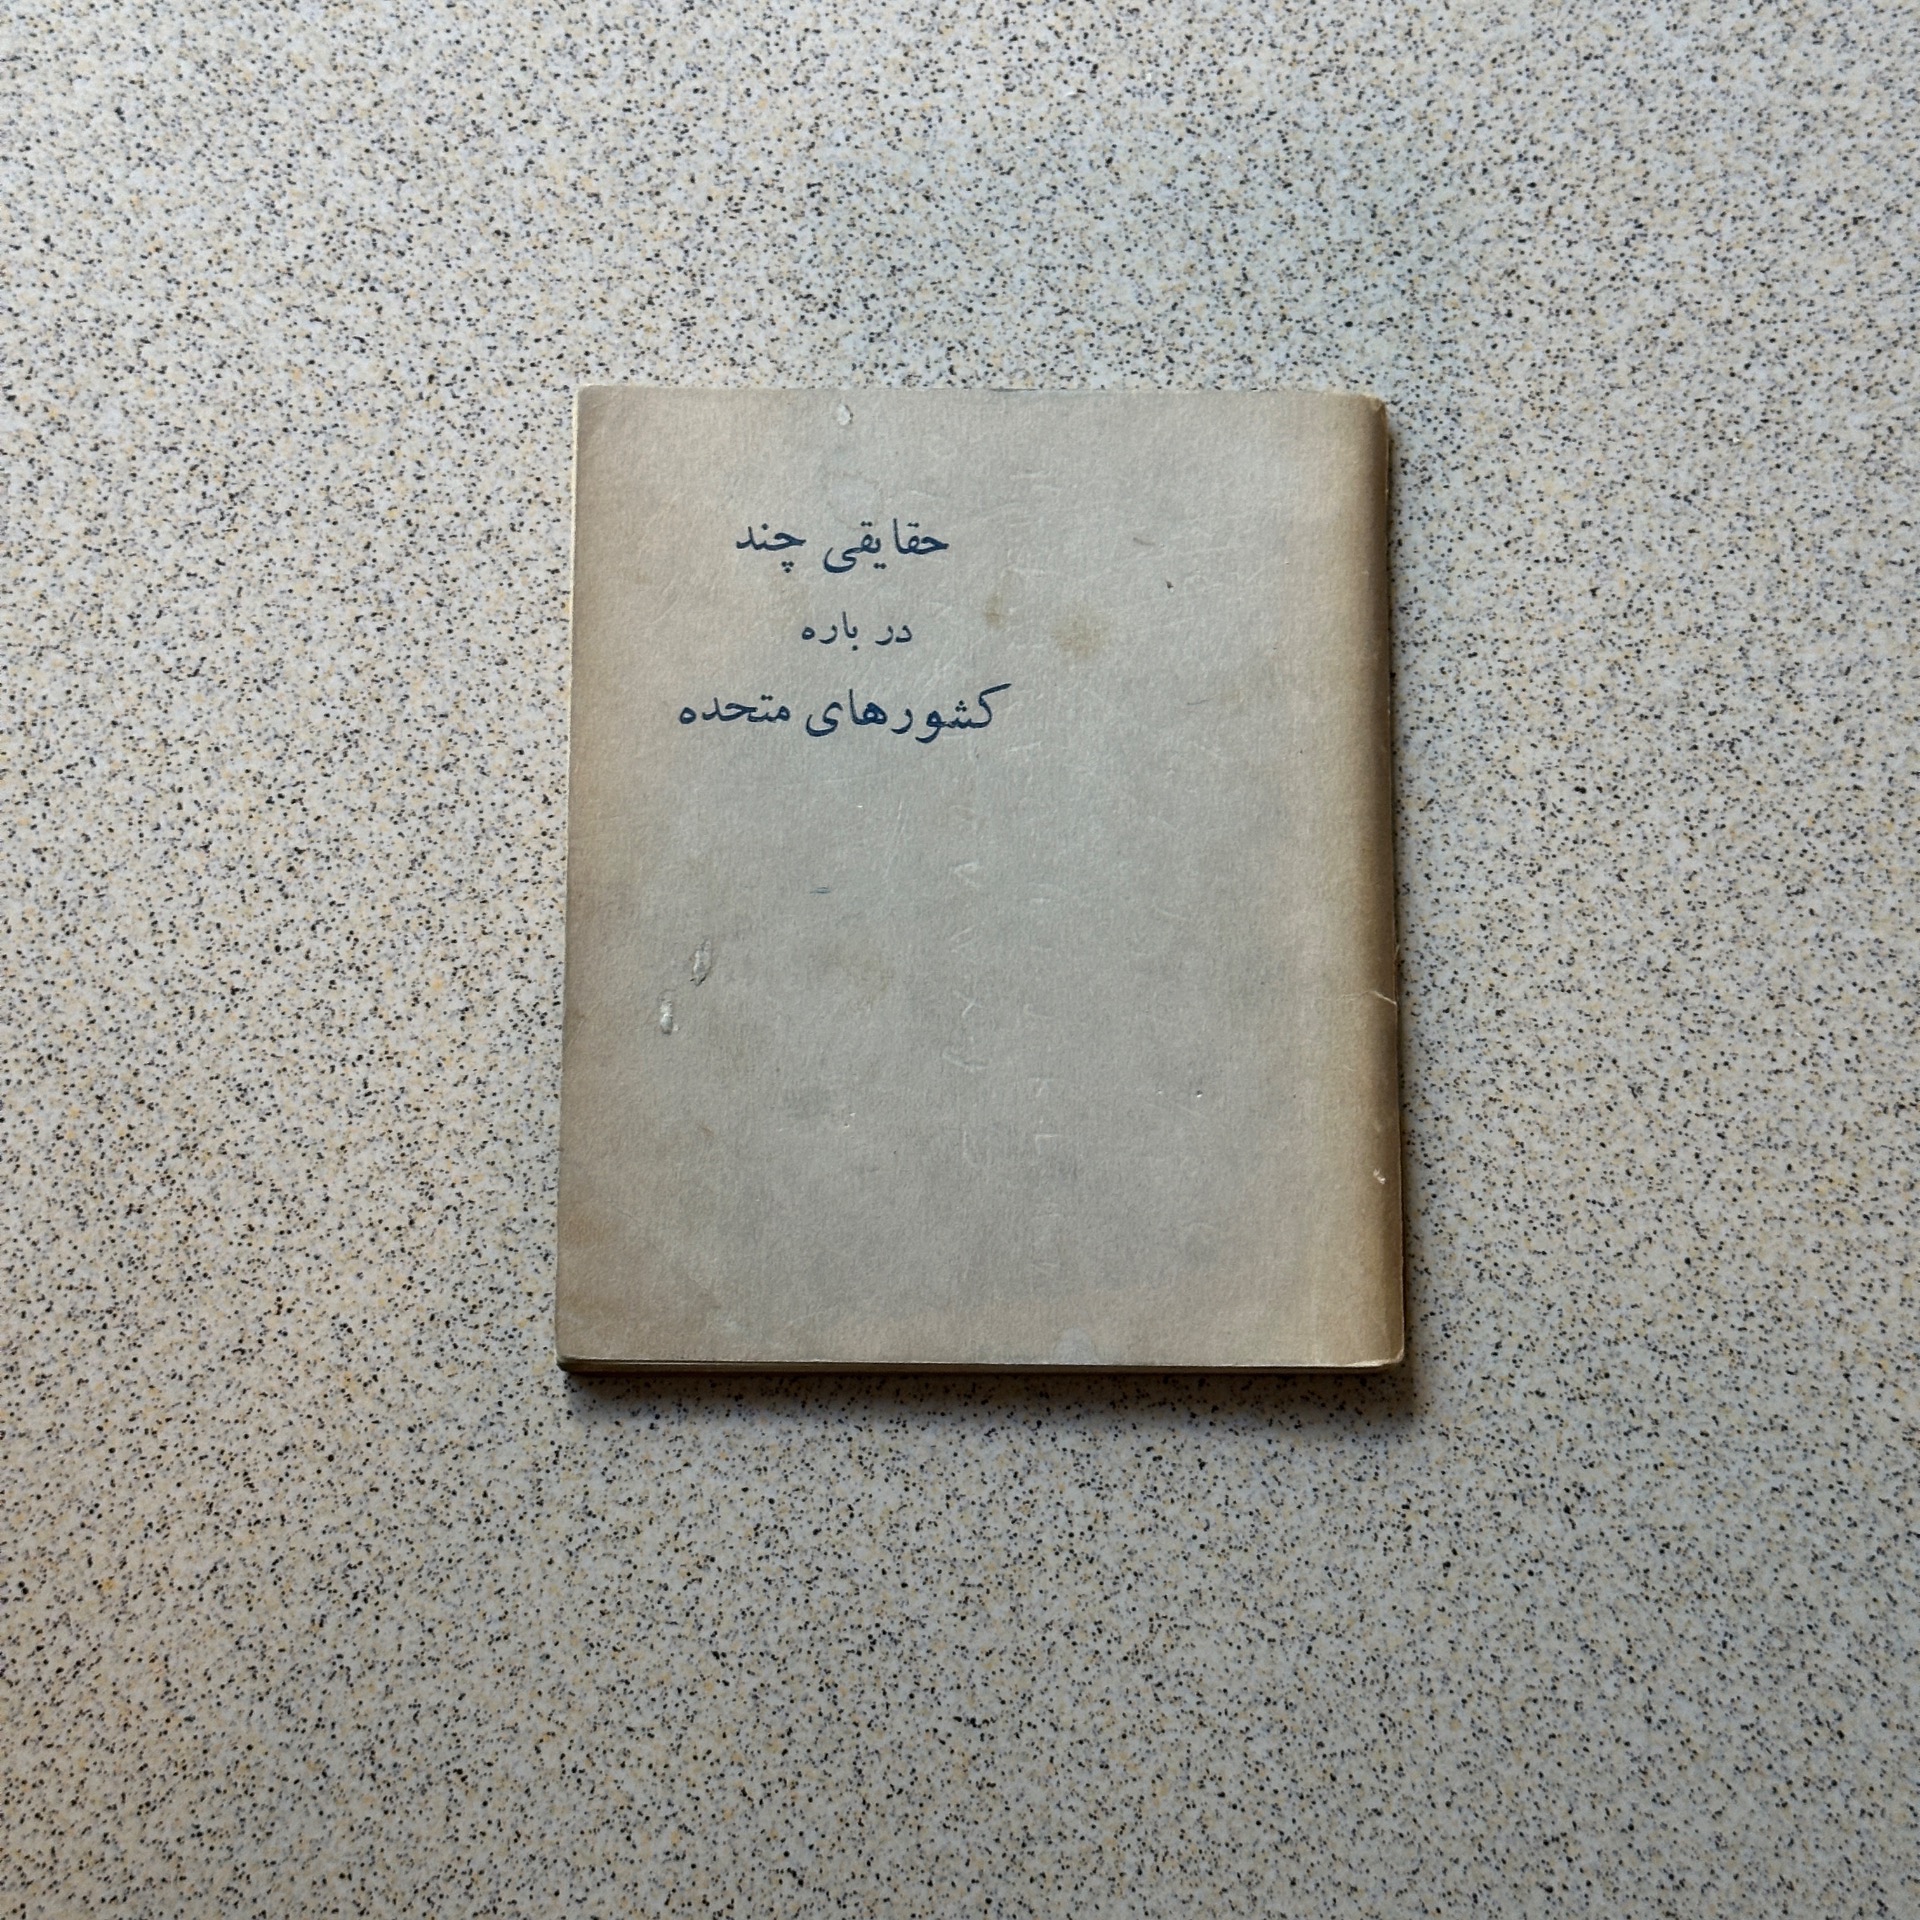 حقایقی چند
در باره
کشورهای متحده